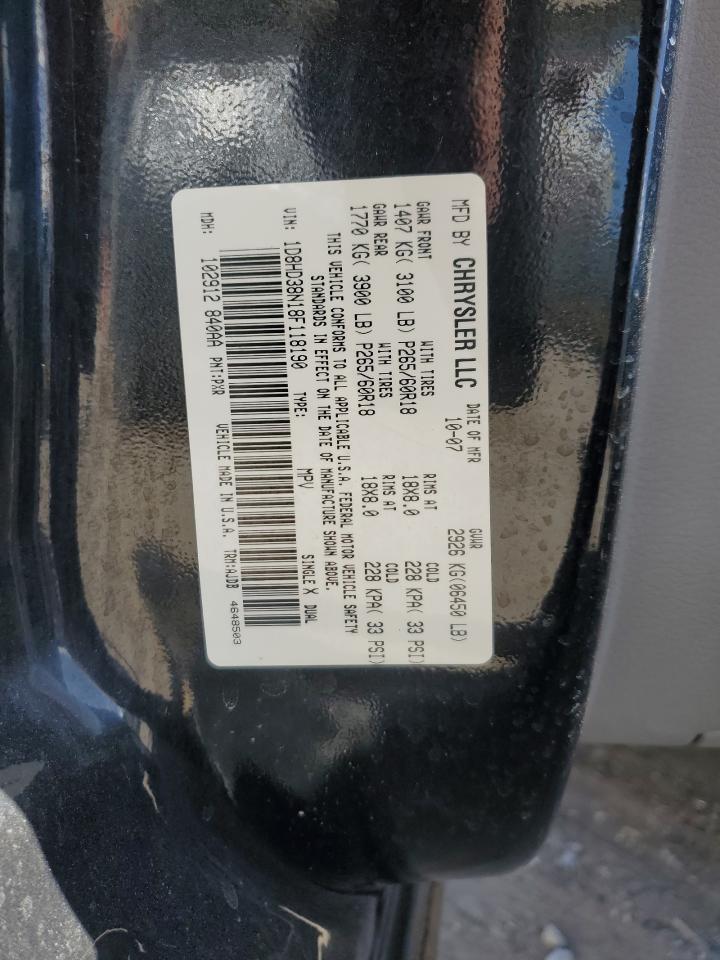 MFD BY CHRYSLER LLC DATE OF MFR 10-07 GVWR 2926 KG(06450 LB)
GAWR FRONT WITH TIRES RIMS AT COLD
1407 KG( 3100 LB) P265/60R18 18X8.0 228 KPA( 33 PSI)
GAWR REAR WITH TIRES RIMS AT COLD
1770 KG( 3900 LB) P265/60R18 18X8.0 228 KPA( 33 PSI)
THIS VEHICLE CONFORMS TO ALL APPLICABLE U.S.A. FEDERAL MOTOR VEHICLE SAFETY
STANDARDS IN EFFECT ON THE DATE OF MANUFACTURE SHOWN ABOVE.
VIN: 1D8HD38N18F118190 TYPE: MPV SINGLE X DUAL
MDH: 102912 840AA PNT:PXR VEHICLE MADE IN U.S.A. TRM:AJDB 4648503